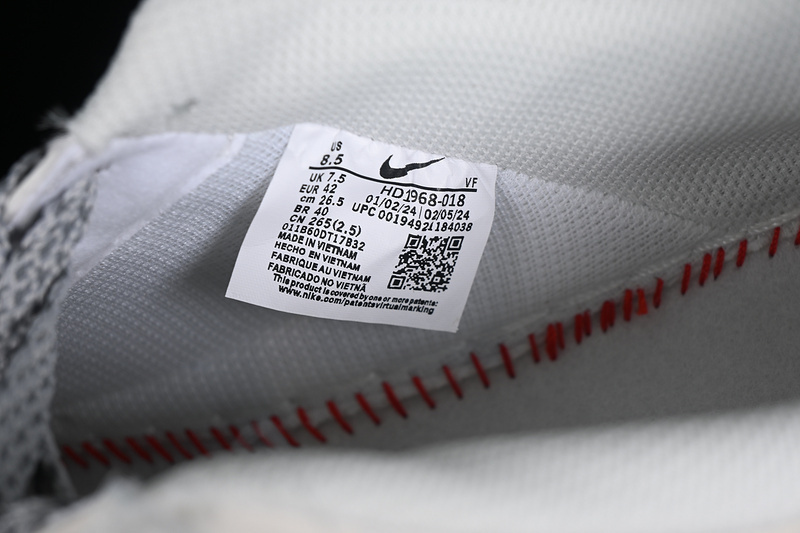 US
8.5
VF
UK 7.5
HD1968-018
EUR 42
01/02/24 02/05/24
cm 26.5
UPC 00194921184038
BR 40
CN 265(2.5)
011B60DT17B32
MADE IN VIETNAM
HECHO EN VIETNAM
FABRIQUE AU VIETNAM
FABRICADO NO VIETNÃ
This product is covered by one or more patents:
www.nike.com/patentsvirtualmarking